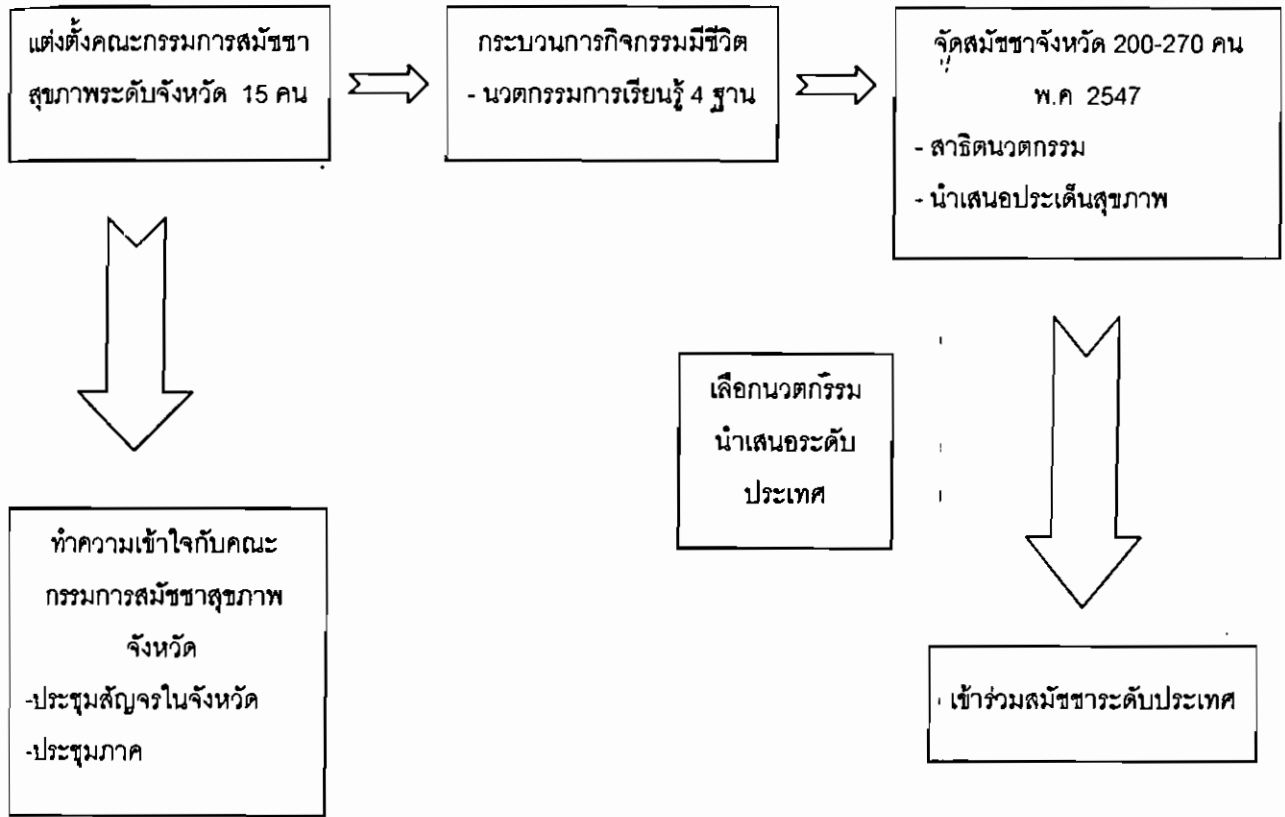 แต่งตั้งคณะกรรมการสมัชชา
สุขภาพระดับจังหวัด 15 คน
กระบวนการกิจกรรมมีชีวิต
- นวตกรรมการเรียนรู้ 4 ฐาน
จัดสมัชชาจังหวัด 200-270 คน
พ.ค 2547
- สาธิตนวตกรรม
- นำเสนอประเด็นสุขภาพ
เลือกนวตกรรม
นำเสนอระดับ
ประเทศ
ทำความเข้าใจกับคณะ
กรรมการสมัชชาสุขภาพ
จังหวัด
-ประชุมสัญจรในจังหวัด
-ประชุมภาค
เข้าร่วมสมัชชาระดับประเทศ